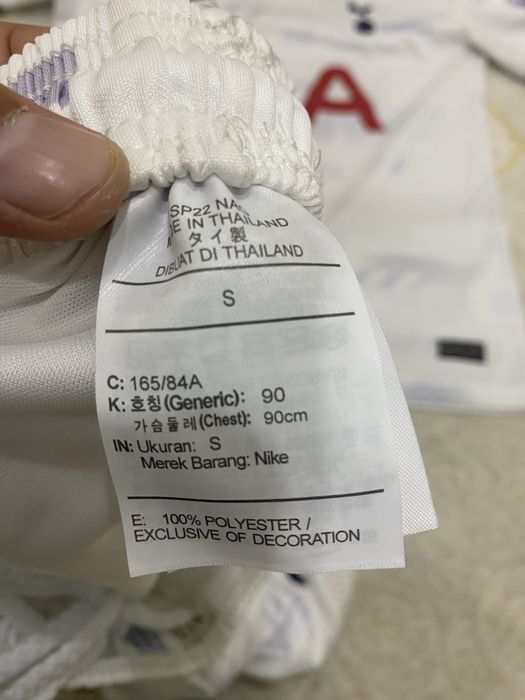 SP22 NA
DE IN THAILAND
タイ製
DIBUAT DI THAILAND
S
C: 165/84A
K: 호칭(Generic): 90
가슴둘레(Chest): 90cm
IN: Ukuran: S
Merek Barang: Nike
E: 100% POLYESTER /
EXCLUSIVE OF DECORATION
A